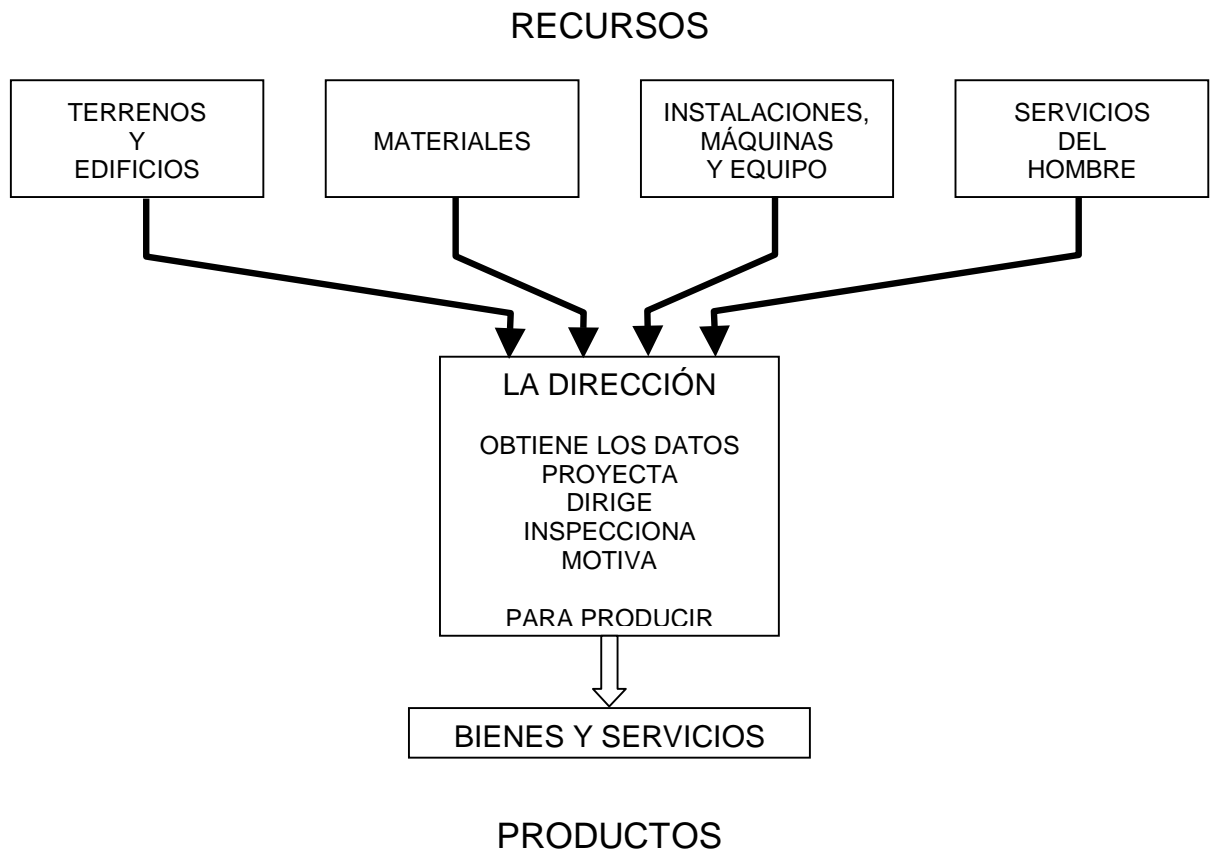 RECURSOS
TERRENOS
Y
EDIFICIOS
MATERIALES
INSTALACIONES,
MÁQUINAS
Y EQUIPO
SERVICIOS
DEL
HOMBRE
LA DIRECCIÓN
OBTIENE LOS DATOS
PROYECTA
DIRIGE
INSPECCIONA
MOTIVA
PARA PRODUCIR
BIENES Y SERVICIOS
PRODUCTOS